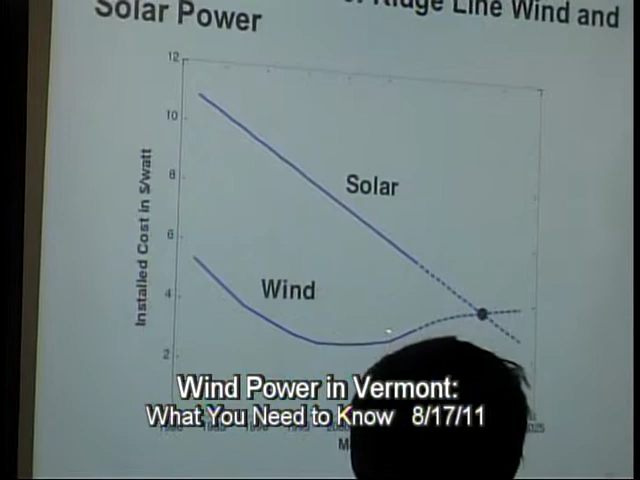 Ridge Line Wind and
Solar Power
12
10
8
6
4
2
Installed Cost in $/watt
Solar
Wind
Wind Power in Vermont:
What You Need to Know 8/17/11